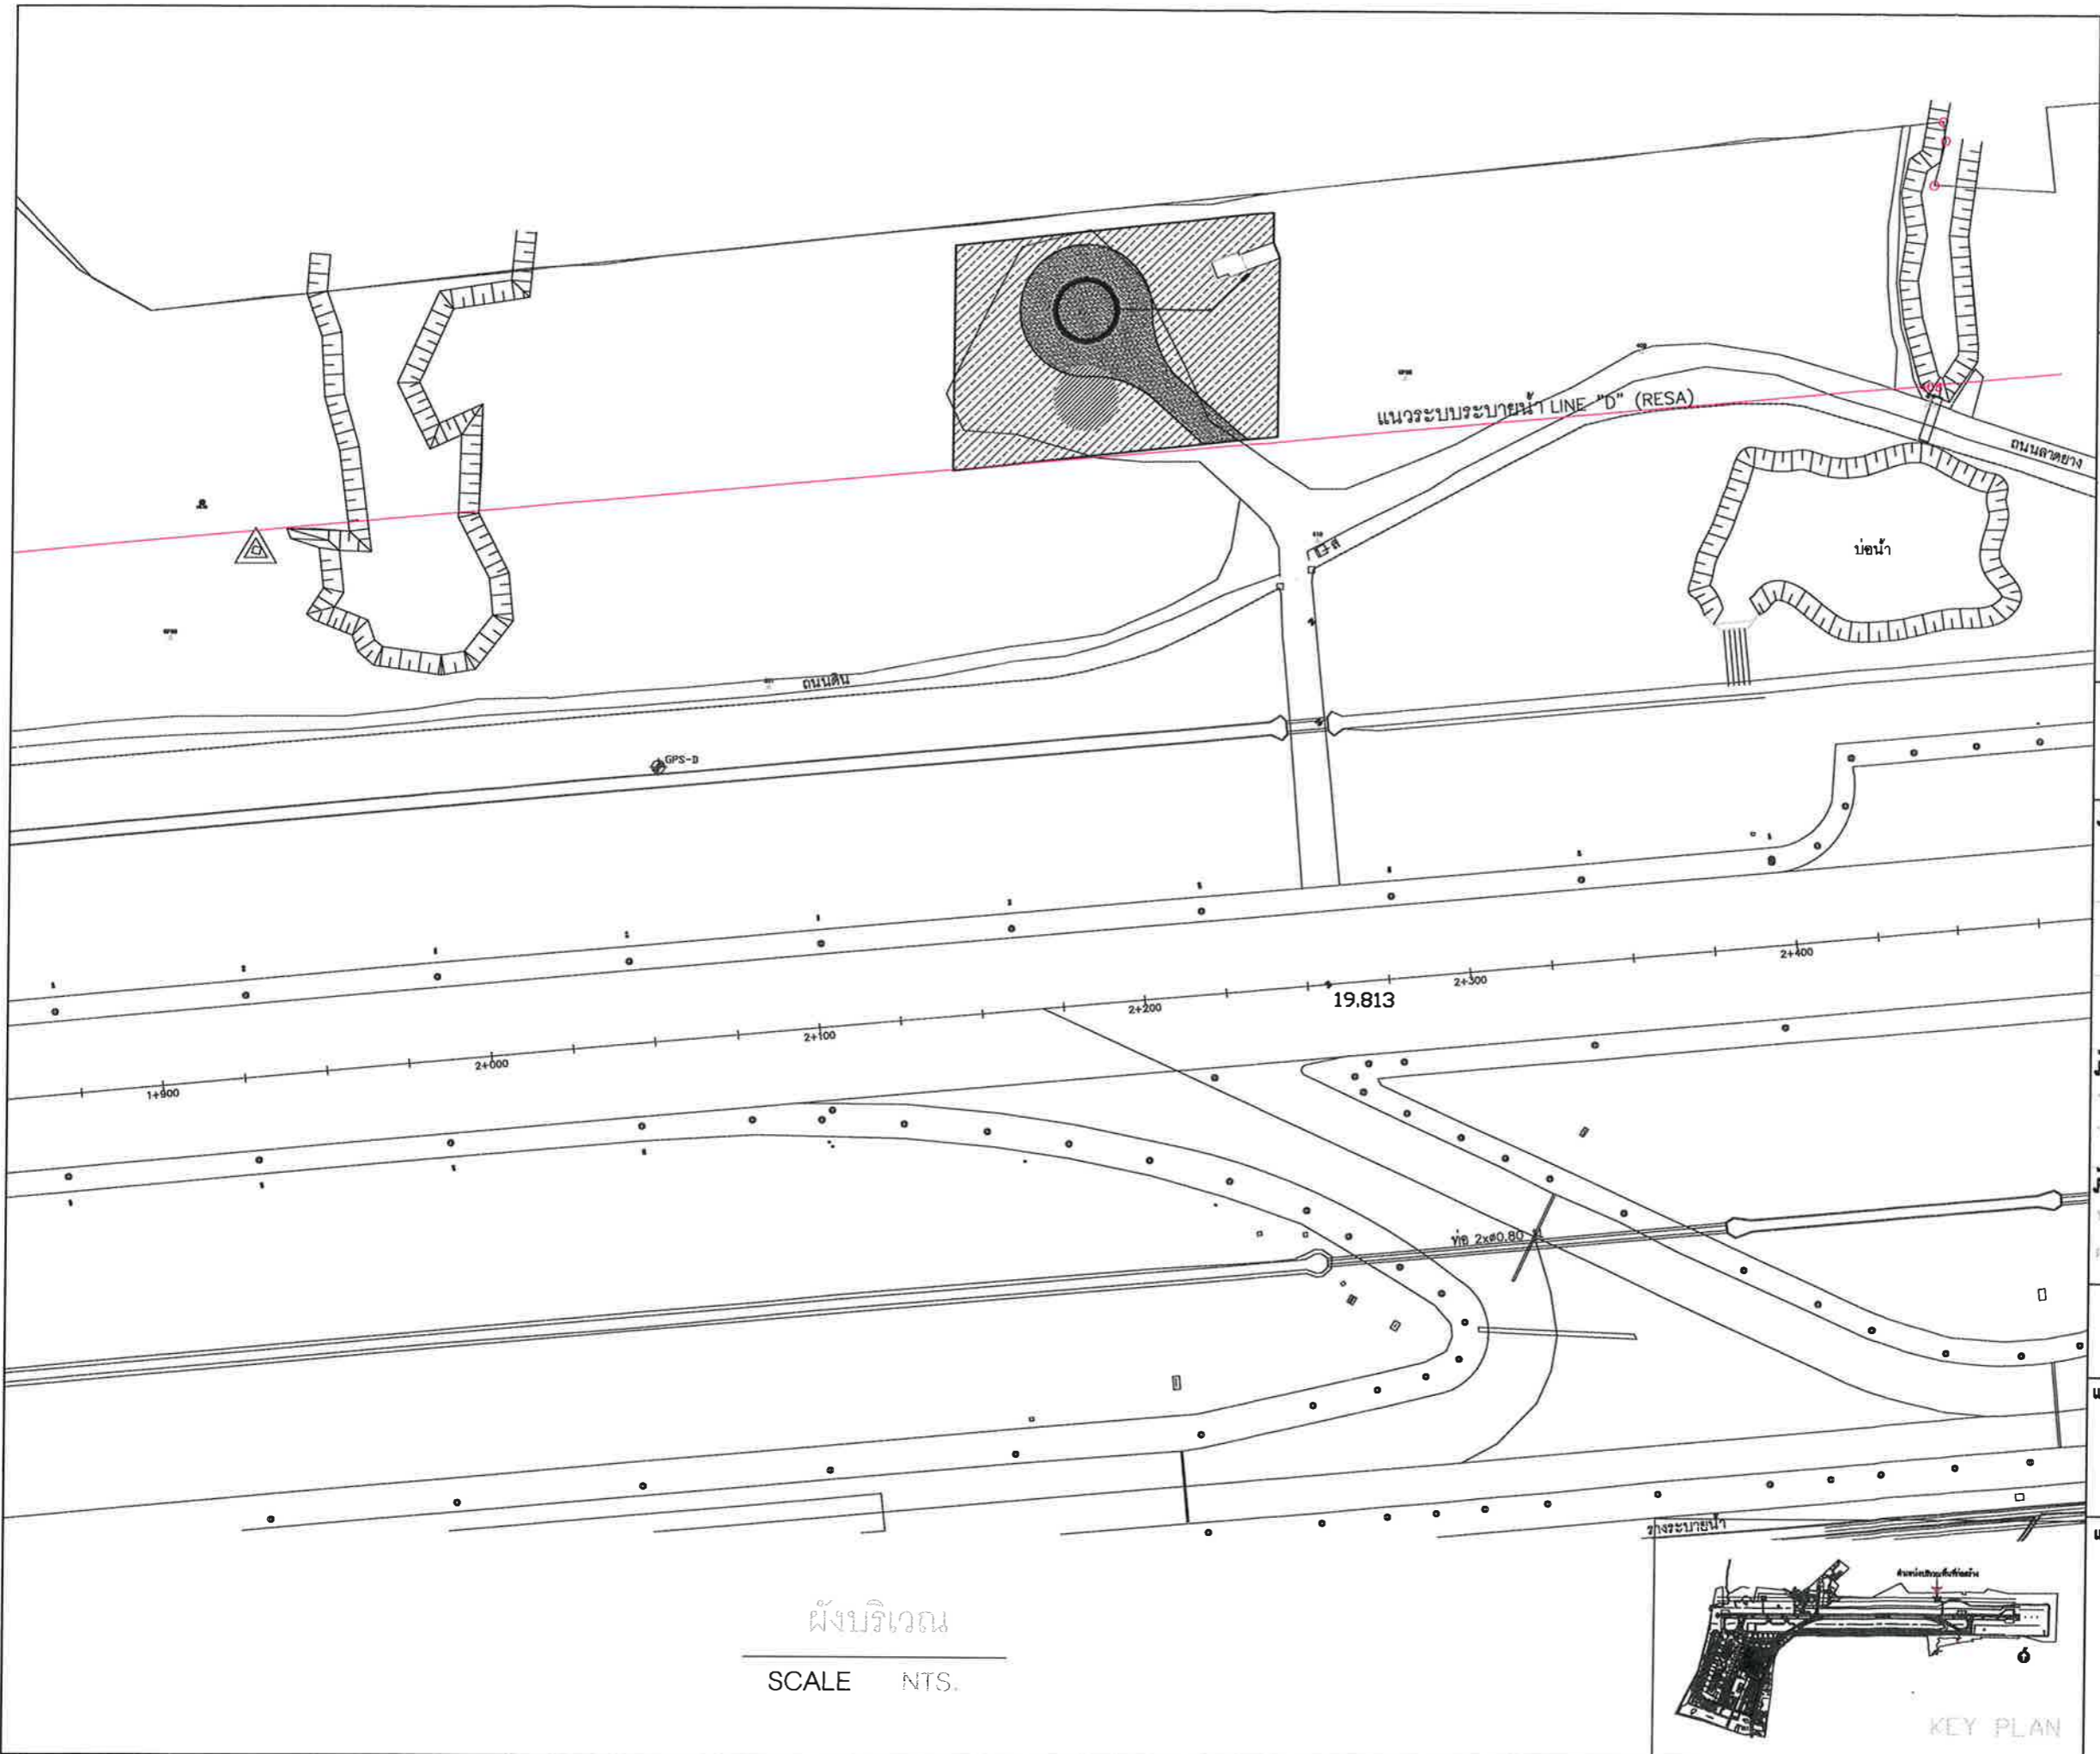 แนวระบบระบายน้ำ LINE "D" (RESA)
ถนนลาดยาง
บ่อน้ำ
ถนนดิน
GPS-D
2+400
2+300
19,813
2+200
2+100
2+000
1+900
ท่อ 2xø0.80
รางระบายน้ำ
ผังบริเวณ
SCALE NTS.
KEY PLAN